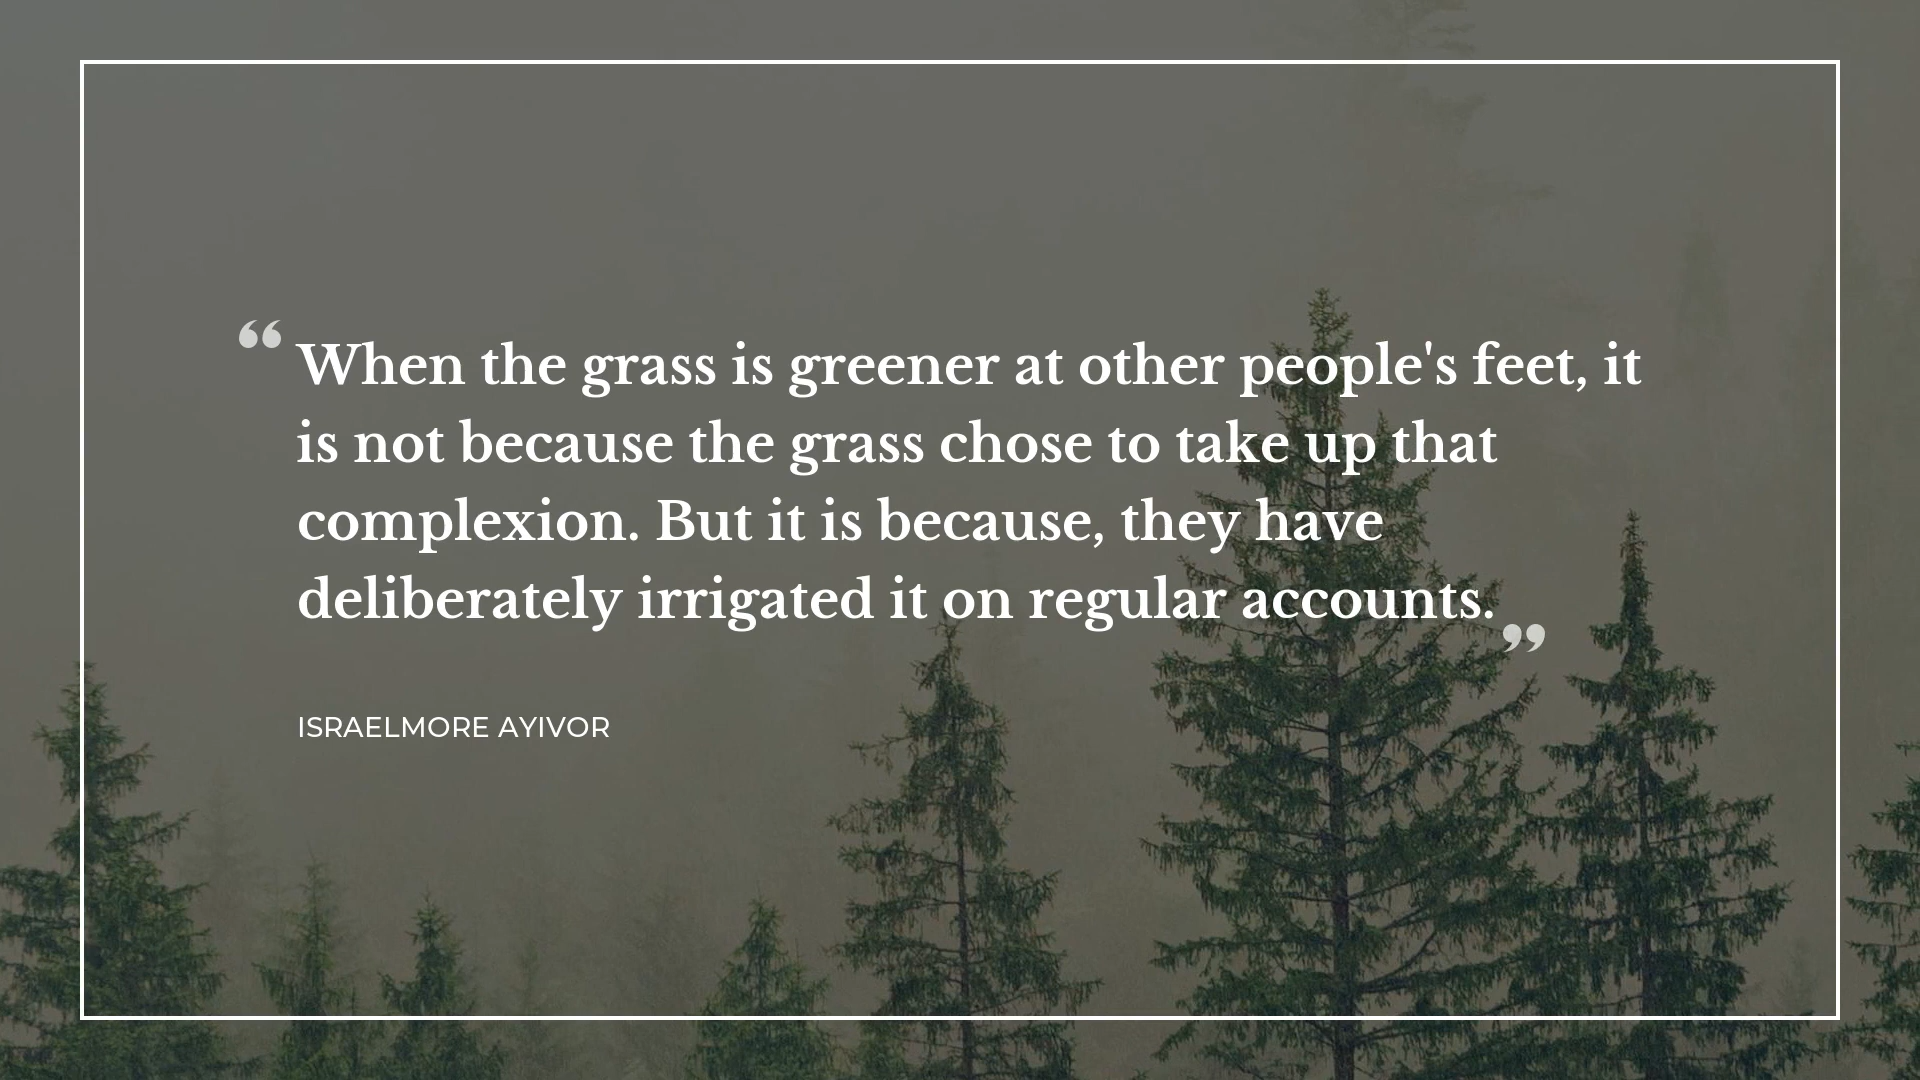 “When the grass is greener at other people's feet, it
is not because the grass chose to take up that
complexion. But it is because, they have
deliberately irrigated it on regular accounts.”
ISRAELMORE AYIVOR